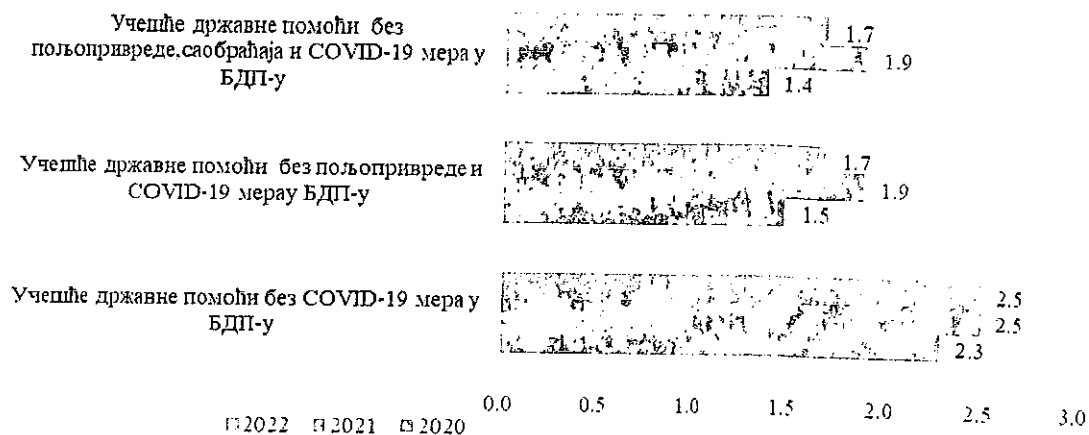 Учешће државне помоћи без
пољопривреде,саобраћаја и COVID-19 мера у
БДП-у
1.7
1.9
1.4
Учешће државне помоћи без пољопривреде и
COVID-19 мерау БДП-у
1.7
1.9
1.5
Учешће државне помоћи без COVID-19 мера у
БДП-у
2.5
2.5
2.3
0.0 0.5 1.0 1.5 2.0 2.5 3.0
2022 2021 2020